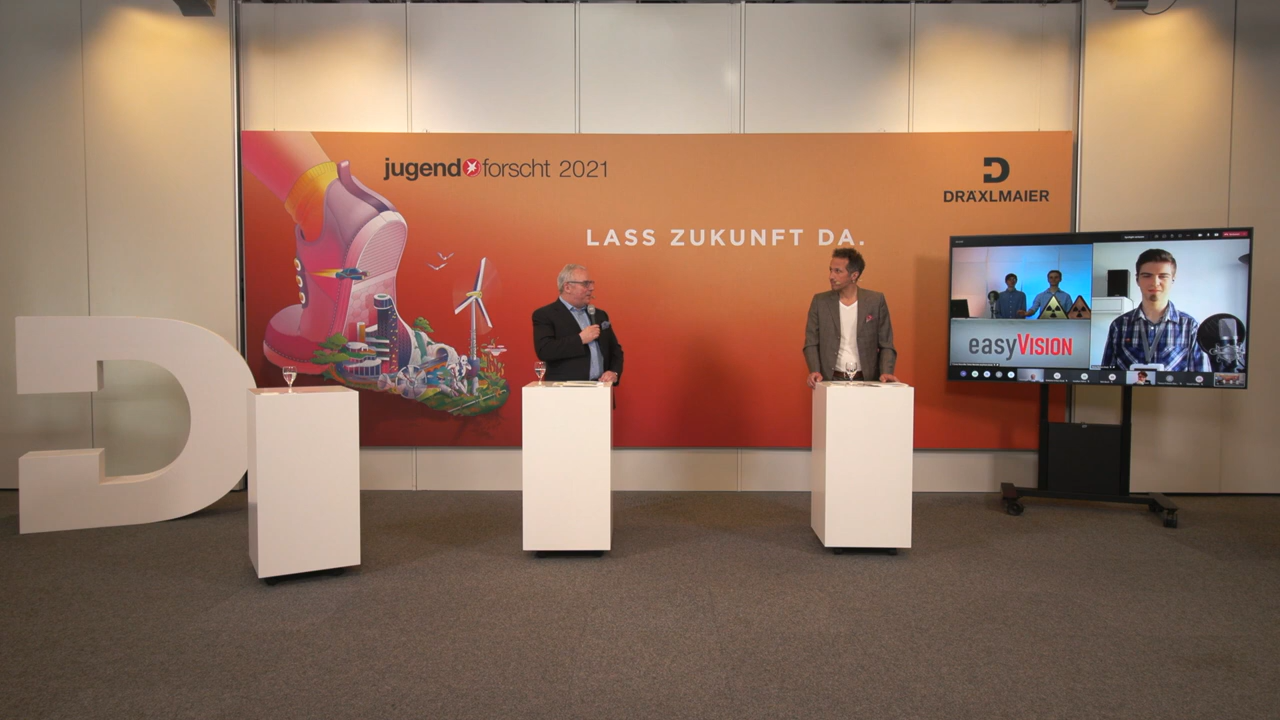 jugend forscht 2021
DRÄXLMAIER
LASS ZUKUNFT DA.
easyVISION